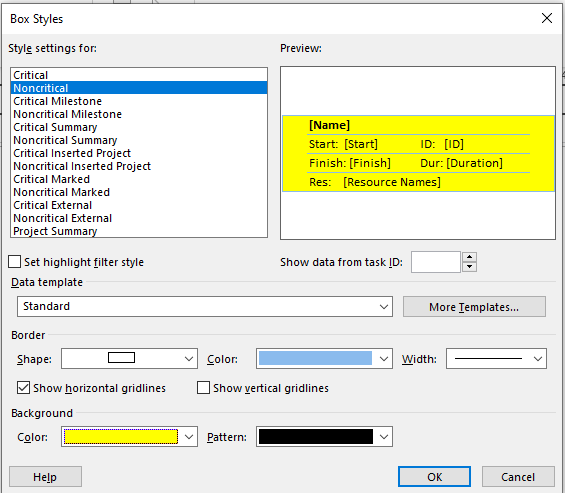 Box Styles
Style settings for:
Preview:
Critical
Noncritical
Critical Milestone
Noncritical Milestone
Critical Summary
Noncritical Summary
Critical Inserted Project
Noncritical Inserted Project
Critical Marked
Noncritical Marked
Critical External
Noncritical External
Project Summary
[Name]
Start: [Start] ID: [ID]
Finish: [Finish] Dur: [Duration]
Res: [Resource Names]
Set highlight filter style
Show data from task ID:
Data template
Standard
More Templates...
Border
Shape:
Color:
Width:
Show horizontal gridlines
Show vertical gridlines
Background
Color:
Pattern:
Help
OK
Cancel